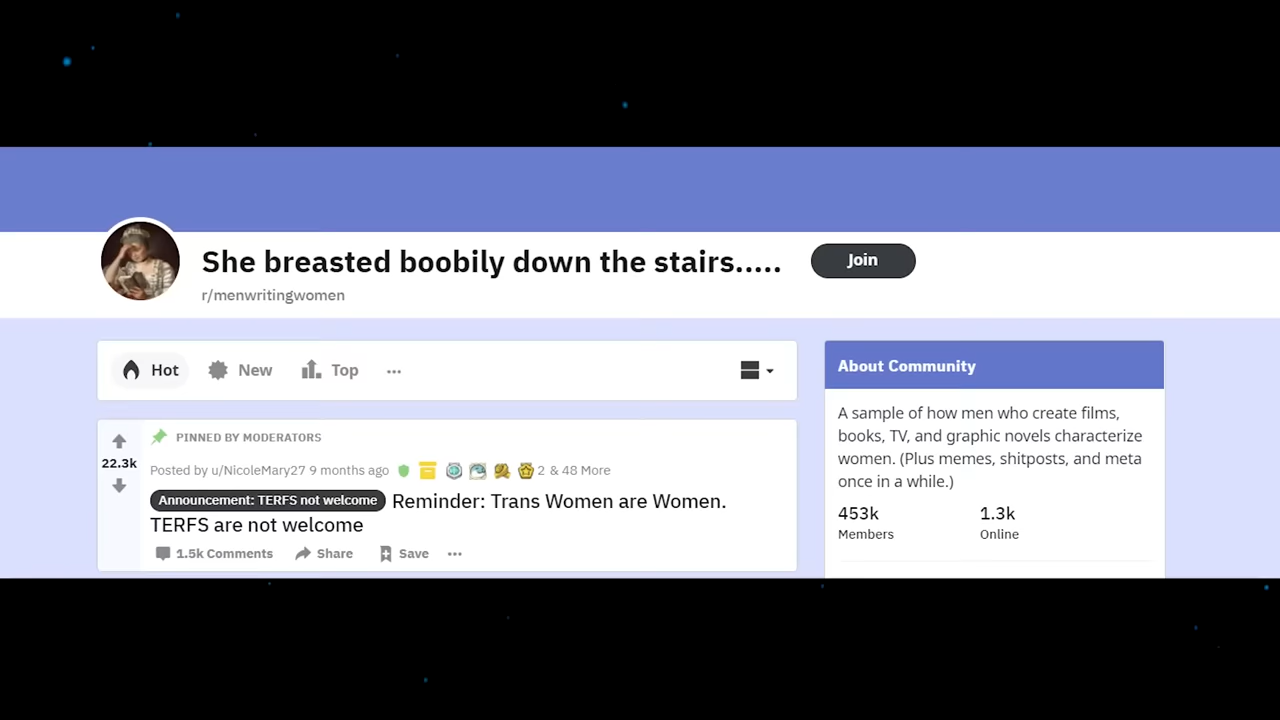 She breasted boobily down the stairs.....
Join
r/menwritingwomen
Hot
New
Top
...
About Community
A sample of how men who create films,
books, TV, and graphic novels characterize
women. (Plus memes, shitposts, and meta
once in a while.)
453k
1.3k
Members
Online
PINNED BY MODERATORS
22.3k
Posted by u/NicoleMary27 9 months ago
2 & 48 More
Announcement: TERFS not welcome Reminder: Trans Women are Women.
TERFS are not welcome
1.5k Comments
Share
Save
...